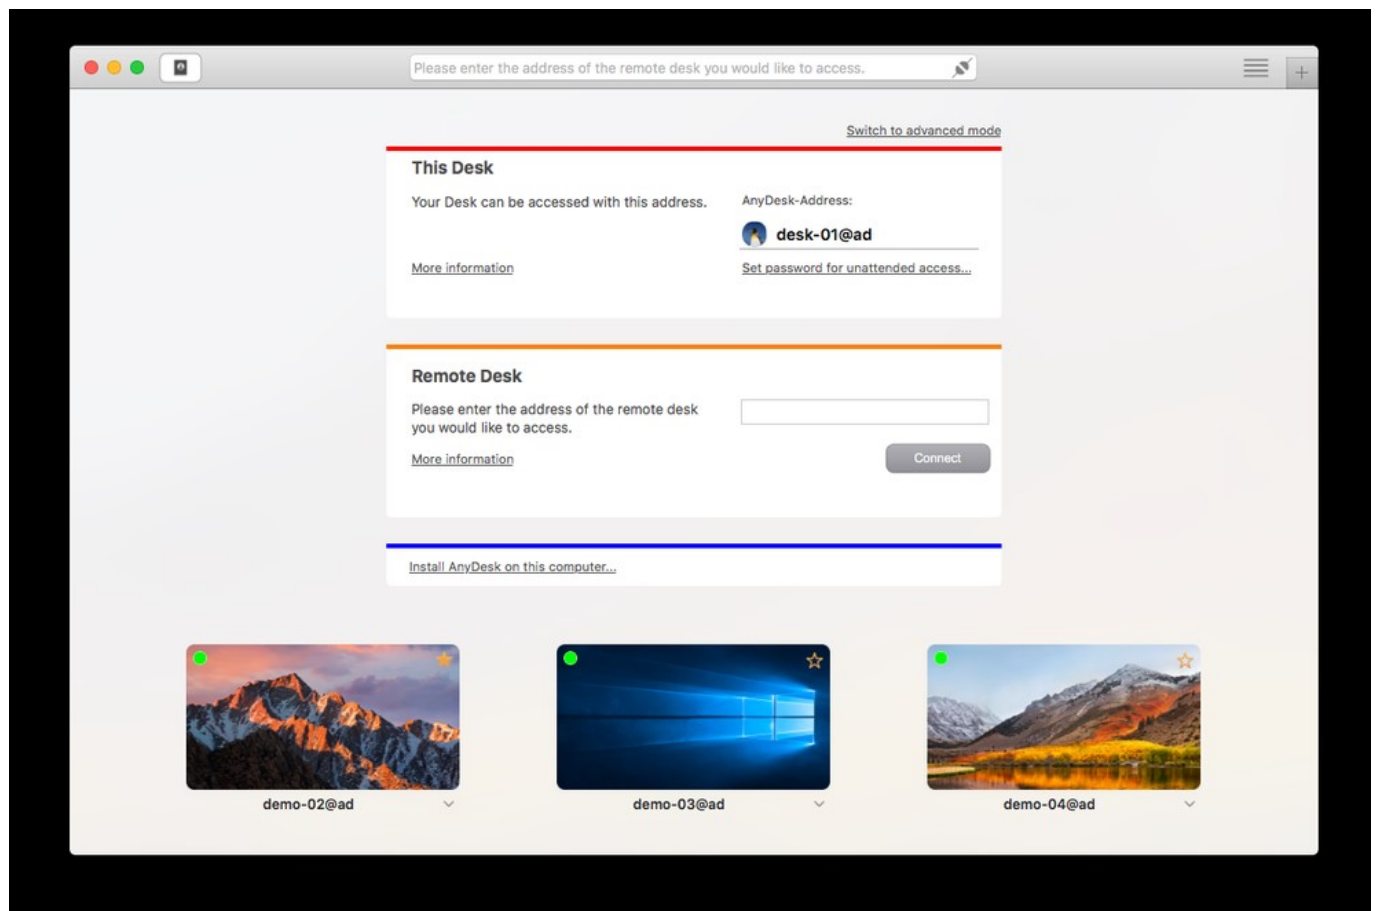 Please enter the address of the remote desk you would like to access.
Switch to advanced mode
This Desk
Your Desk can be accessed with this address.
AnyDesk-Address:
desk-01@ad
More information
Set password for unattended access...
Remote Desk
Please enter the address of the remote desk
you would like to access.
More information
Connect
Install AnyDesk on this computer...
demo-02@ad
demo-03@ad
demo-04@ad